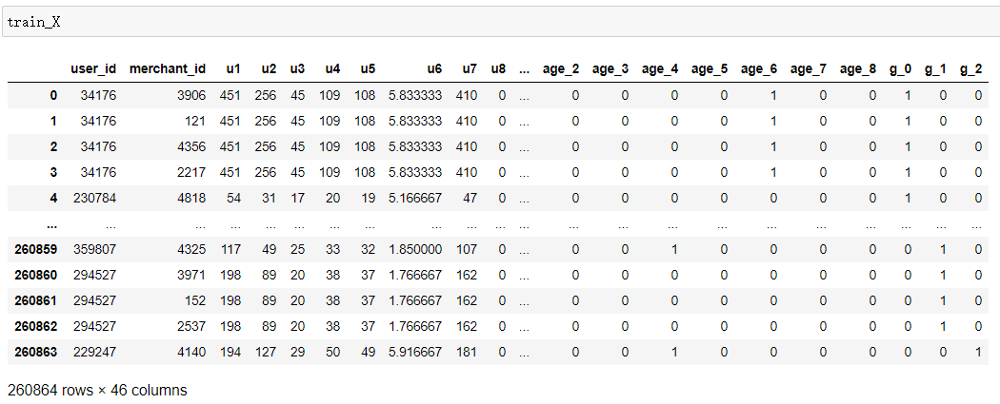 train_X
user_id merchant_id u1 u2 u3 u4 u5 u6 u7 u8 ... age_2 age_3 age_4 age_5 age_6 age_7 age_8 g_0 g_1 g_2
0 34176 3906 451 256 45 109 108 5.833333 410 0 ... 0 0 0 0 1 0 0 1 0 0
1 34176 121 451 256 45 109 108 5.833333 410 0 ... 0 0 0 0 1 0 0 1 0 0
2 34176 4356 451 256 45 109 108 5.833333 410 0 ... 0 0 0 0 1 0 0 1 0 0
3 34176 2217 451 256 45 109 108 5.833333 410 0 ... 0 0 0 0 1 0 0 1 0 0
4 230784 4818 54 31 17 20 19 5.166667 47 0 ... 0 0 0 0 0 0 0 1 0 0
... ... ... ... ... ... ... ... ... ... ... ... ... ... ... ... ... ... ... ... ... ...
260859 359807 4325 117 49 25 33 32 1.850000 107 0 ... 0 0 1 0 0 0 0 0 1 0
260860 294527 3971 198 89 20 38 37 1.766667 162 0 ... 0 0 0 0 0 0 0 0 1 0
260861 294527 152 198 89 20 38 37 1.766667 162 0 ... 0 0 0 0 0 0 0 0 1 0
260862 294527 2537 198 89 20 38 37 1.766667 162 0 ... 0 0 0 0 0 0 0 0 1 0
260863 229247 4140 194 127 29 50 49 5.916667 181 0 ... 0 0 1 0 0 0 0 0 0 1
260864 rows × 46 columns